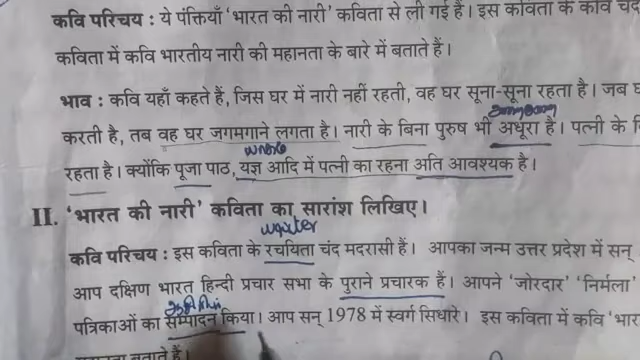 कवि परिचय : ये पंक्तियाँ 'भारत की नारी' कविता से ली गई हैं। इस कविता के कवि चंद
कविता में कवि भारतीय नारी की महानता के बारे में बताते हैं।
भाव : कवि यहाँ कहते हैं, जिस घर में नारी नहीं रहती, वह घर सूना-सूना रहता है। जब घ
करती है, तब वह घर जगमगाने लगता है। नारी के बिना पुरुष भी अधूरा है। पत्नी के
रहता है। क्योंकि पूजा पाठ, यज्ञ आदि में पत्नी का रहना अति आवश्यक है।
II. 'भारत की नारी' कविता का सारांश लिखिए।
writer
कवि परिचय : इस कविता के रचयिता चंद मदरासी हैं। आपका जन्म उत्तर प्रदेश में सन्
आप दक्षिण भारत हिन्दी प्रचार सभा के पुराने प्रचारक हैं। आपने 'जोरदार' 'निर्मला'
पत्रिकाओं का सम्पादन किया। आप सन् 1978 में स्वर्ग सिधारे। इस कविता में कवि 'भार
बताते हैं।